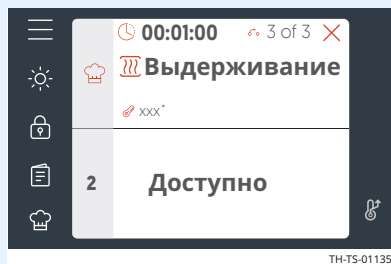 00:01:00 3 of 3
Выдерживание
xxx°
2 Доступно
TH-TS-01135